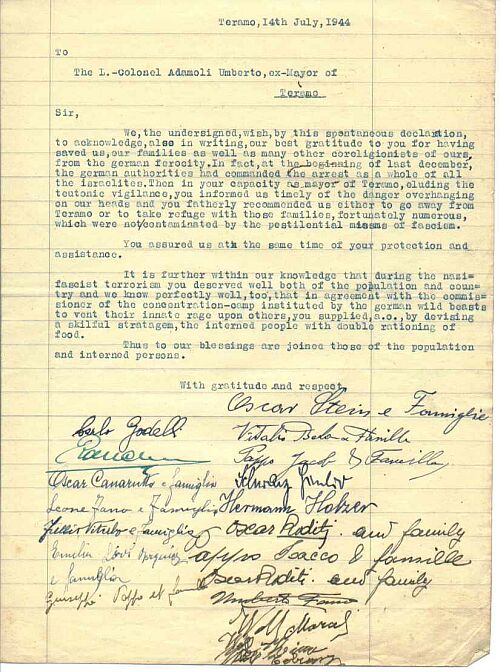 Teramo, 14th July, 1944
To
The L.-Colonel Adamoli Umberto, ex-Mayor of
Teramo
Sir,
We, the undersigned, wish, by this spontaneous declaration,
to acknowledge, also in writing, our best gratitude to you for having
saved us, our families as well as many other coreligionists of ours,
from the german ferocity. In fact, at the beginning of last december,
the german authorities had commanded the arrest as a whole of all
the israelites. Then in your capacity as mayor of Teramo, eluding the
teutonic vigilance, you informed us timely of the danger overhanging
on our heads and you fatherly recommended us either to go away from
Teramo or to take refuge with those families, fortunately numerous,
which were not contaminated by the pestilential miasms of fascism.
You assured us at the same time of your protection and
assistance.
It is further within our knowledge that during the nazi-
fascist terrorism you deserved well both of the population and coun-
try and we know perfectly well, too, that in agreement with the commis-
sioner of the concentration-camp instituted by the german wild beasts
to vent their innate rage upon others, you supplied, a.o., by devising
a skilful stratagem, the interned people with double rationing of
food.
Thus to our blessings are joined those of the population
and interned persons.
With gratitude and respect,
Oscar Stein e Famiglie
Oscar Canarutto e famiglia
Leone Fano e Famiglia
Hermann Hotzer
Oscar Roditi and family
Pappo Isacco & famille
e famiglia
Oscar Roditi and family
Giuseppe Pappo et
Umberto Fano